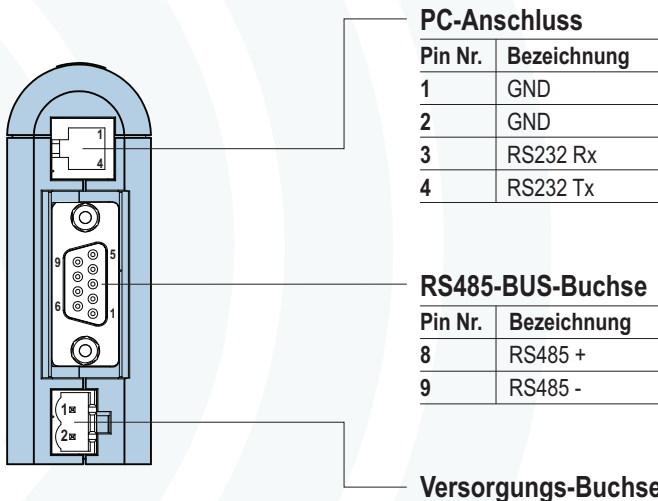 PC-Anschluss
Pin Nr. Bezeichnung
1 GND
2 GND
3 RS232 Rx
4 RS232 Tx
1
4
RS485-BUS-Buchse
Pin Nr. Bezeichnung
8 RS485 +
9 RS485 -
5
9
6
1
1
2
Versorgungs-Buchse